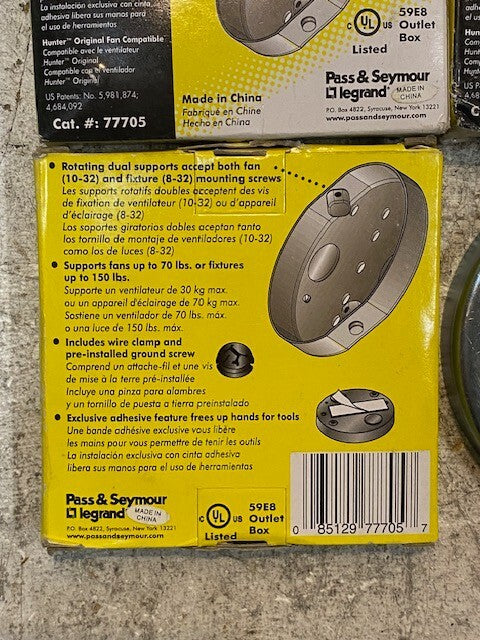 La instalación exclusiva con cinta
adhesiva libera sus manos para
el uso de herramientas
Hunter™ Original Fan Compatible
Compatible avec le ventilateur
Hunter™ Original
Compatible con el ventilador
Hunter™ Original
US Patents: No. 5,981,874;
4,684,092
Cat. #: 77705
Made in China
Fabriqué en Chine
Hecho en China
c UL US
Listed
59E8
Outlet
Box
Pass & Seymour
legrand
MADE IN
CHINA
P.O. Box 4822, Syracuse, New York 13221
www.passandseymour.com
• Rotating dual supports accept both fan
(10-32) and fixture (8-32) mounting screws
Les supports rotatifs doubles acceptent des vis
de fixation de ventilateur (10-32) ou d'appareil
d'éclairage (8-32)
Los soportes giratorios dobles aceptan tanto
los tornillo de montaje de ventiladores (10-32)
como los de luces (8-32)
• Supports fans up to 70 lbs. or fixtures
up to 150 lbs.
Supporte un ventilateur de 30 kg max.
ou un appareil d'éclairage de 70 kg max.
Sostiene un ventilador de 70 lbs. máx.
o una luce de 150 lbs. máx.
• Includes wire clamp and
pre-installed ground screw
Comprend un attache-fil et une vis
de mise à la terre pré-installée
Incluye una pinza para alambres
y un tornillo de puesta a tierra preinstalado
• Exclusive adhesive feature frees up hands for tools
Une bande adhésive exclusive vous libére
les mains pour vous permettre de tenir les outils
La instalación exclusiva con cinta adhesiva
libera sus manos para el uso de herramientas
Pass & Seymour
legrand
MADE IN
CHINA
P.O. Box 4822, Syracuse, New York 13221
www.passandseymour.com
c UL US
Listed
59E8
Outlet
Box
0 85129 77705 7